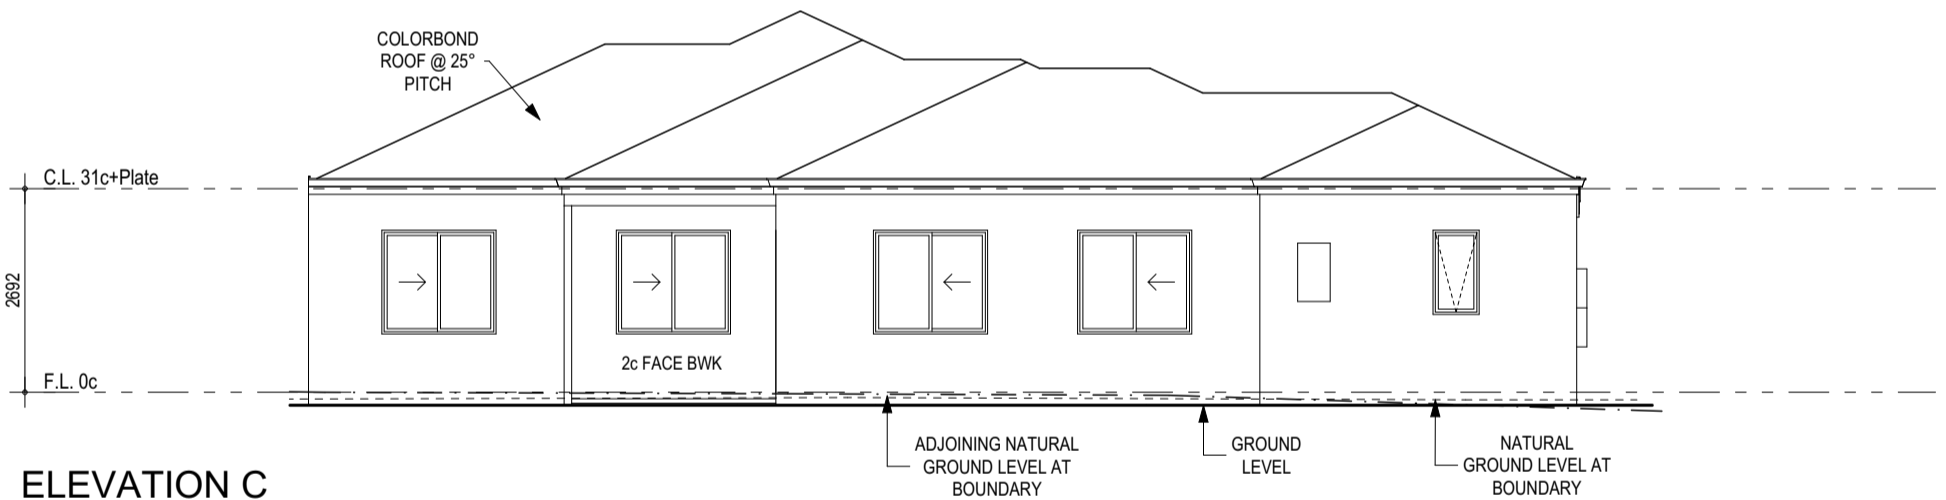 COLORBOND
ROOF @ 25°
PITCH
C.L. 31c+Plate
2692
2c FACE BWK
F.L. 0c
ADJOINING NATURAL
GROUND LEVEL AT
BOUNDARY
GROUND
LEVEL
NATURAL
GROUND LEVEL AT
BOUNDARY
ELEVATION C